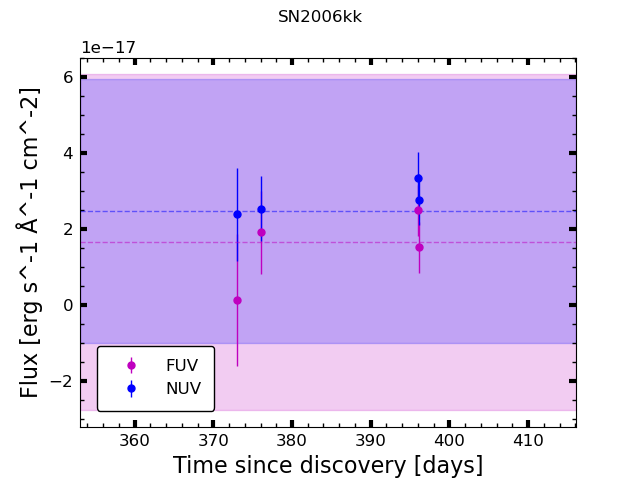 SN2006kk
1e−17
6
4
2
0
−2
Flux [erg s^-1 Å^-1 cm^-2]
FUV
NUV
360 370 380 390 400 410
Time since discovery [days]